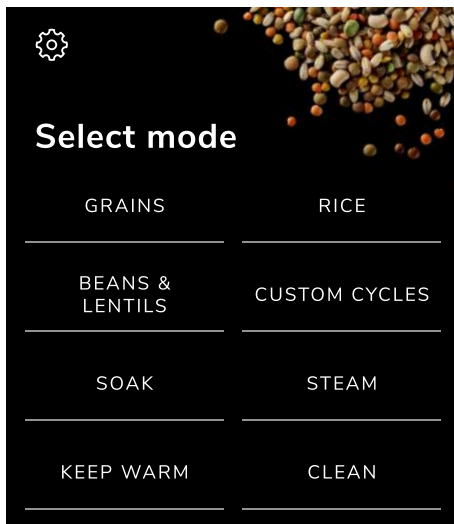 Select mode
GRAINS
RICE
BEANS &
LENTILS
CUSTOM CYCLES
SOAK
STEAM
KEEP WARM
CLEAN